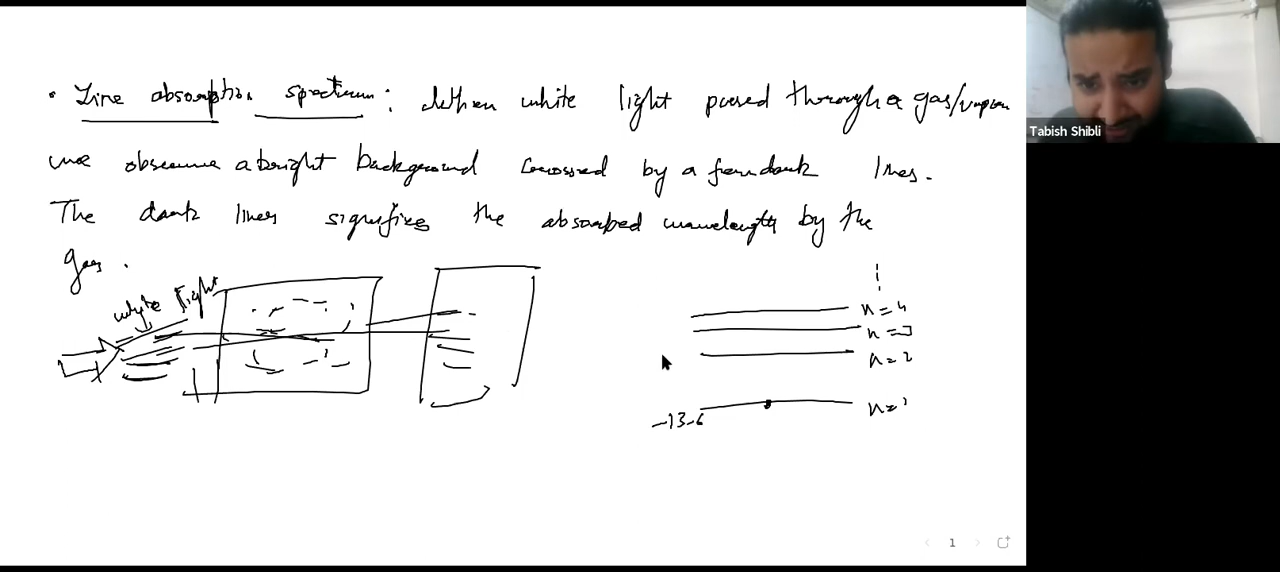 • Line absorption spectrum: When white light passed through a gas/vapour
we observe a bright background crossed by a few dark lines.
The dark lines signifies the absorbed wavelength by the
gas.
white light
n=4
n=3
n=2
n=1
-13.6
Tabish Shibli
1